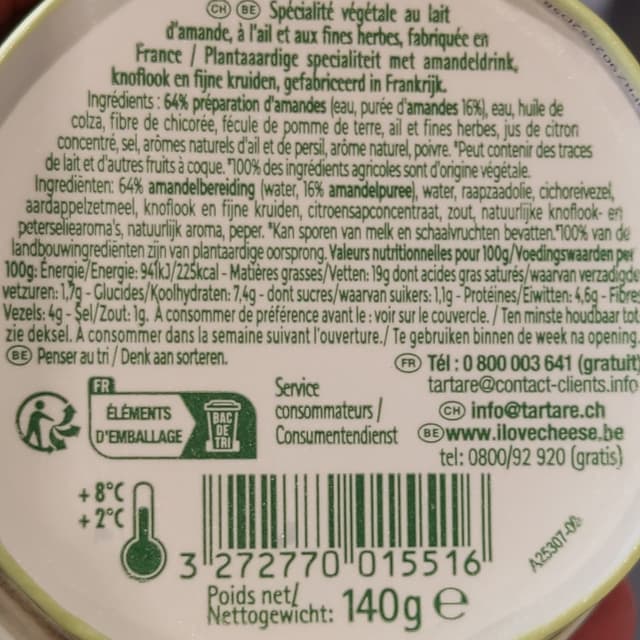 CH BE Spécialité végétale au lait
d'amande, à l'ail et aux fines herbes, fabriquée en
France / Plantaaardige specialiteit met amandeldrink,
knoflook en fijne kruiden, gefabriceerd in Frankrijk.
Ingrédients : 64% préparation d'amandes (eau, purée d'amandes 16%), eau, huile de
colza, fibre de chicorée, fécule de pomme de terre, ail et fines herbes, jus de citron
concentré, sel, arômes naturels d'ail et de persil, arôme naturel, poivre. *Peut contenir des traces
de lait et d'autres fruits à coque. *100% des ingrédients agricoles sont d'origine végétale.
Ingrediënten: 64% amandelbereiding (water, 16% amandelpuree), water, raapzaadolie, cichoreivezel,
aardappelzetmeel, knoflook en fijne kruiden, citroensapconcentraat, zout, natuurlijke knoflook- en
peterseliearoma's, natuurlijk aroma, peper. *Kan sporen van melk en schaalvruchten bevatten.*100% van de
landbouwingrediënten zijn van plantaardige oorsprong. Valeurs nutritionnelles pour 100g/Voedingswaarden per
100g: Énergie/Energie: 941kJ/225kcal - Matières grasses/Vetten: 19g dont acides gras saturés/waarvan verzadigde
vetzuren: 1,7g - Glucides/Koolhydraten: 7,4g - dont sucres/waarvan suikers: 1,1g - Protéines/Eiwitten: 4,6g - Fibres
Vezels: 4g - Sel/Zout: 1g. À consommer de préférence avant le : voir sur le couvercle. / Ten minste houdbaar tot:
zie deksel. À consommer dans la semaine suivant l'ouverture./ Te gebruiken binnen de week na opening.
BE Penser au tri / Denk aan sorteren.
FR Tél : 0 800 003 641 (gratuit)
tartare@contact-clients.info
FR
ÉLÉMENTS
D'EMBALLAGE
BAC
DE
TRI
Service
consommateurs /
Consumentendienst
CH info@tartare.ch
BE www.ilovecheese.be
tel: 0800/92 920 (gratis)
+ 8°C
+ 2°C
3 272770 015516
A25307-00
Poids net/
Nettogewicht: 140g e